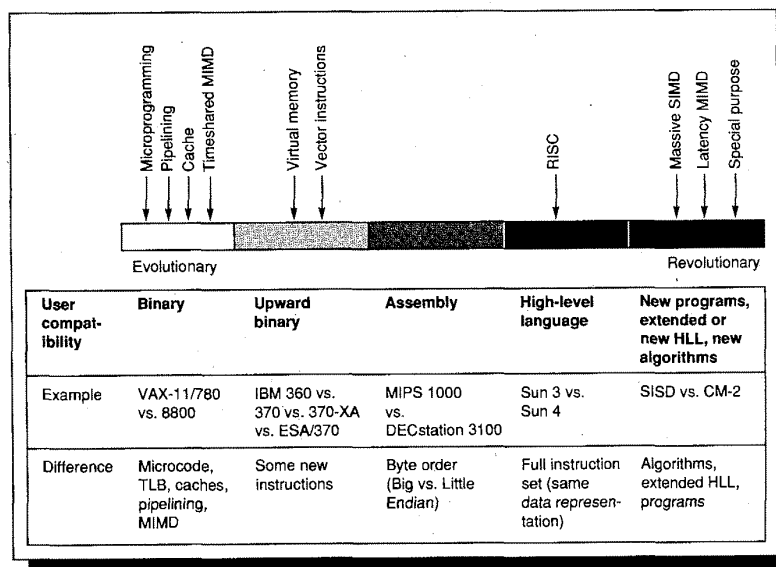 Microprogramming
Pipelining
Cache
Timeshared MIMD
Virtual memory
Vector instructions
RISC
Massive SIMD
Latency MIMD
Special purpose
Evolutionary
Revolutionary
User
compat-
ibility
Binary
Upward
binary
Assembly
High-level
language
New programs,
extended or
new HLL, new
algorithms
Example
VAX-11/780
vs. 8800
IBM 360 vs.
370 vs. 370-XA
vs. ESA/370
MIPS 1000
vs.
DECstation 3100
Sun 3 vs.
Sun 4
SISD vs. CM-2
Difference
Microcode,
TLB, caches,
pipelining,
MIMD
Some new
instructions
Byte order
(Big vs. Little
Endian)
Full instruction
set (same
data represen-
tation)
Algorithms,
extended HLL,
programs